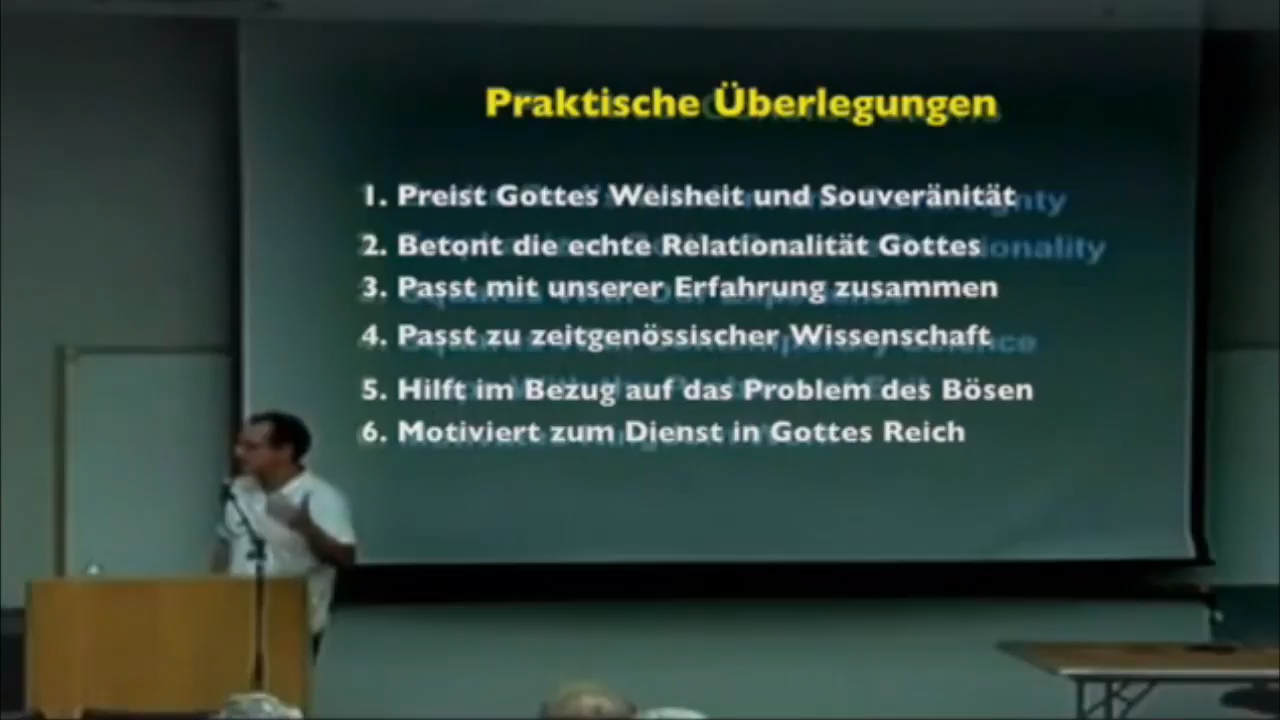 Praktische Überlegungen
1. Preist Gottes Weisheit und Souveränität
2. Betont die echte Relationalität Gottes
3. Passt mit unserer Erfahrung zusammen
4. Passt zu zeitgenössischer Wissenschaft
5. Hilft im Bezug auf das Problem des Bösen
6. Motiviert zum Dienst in Gottes Reich